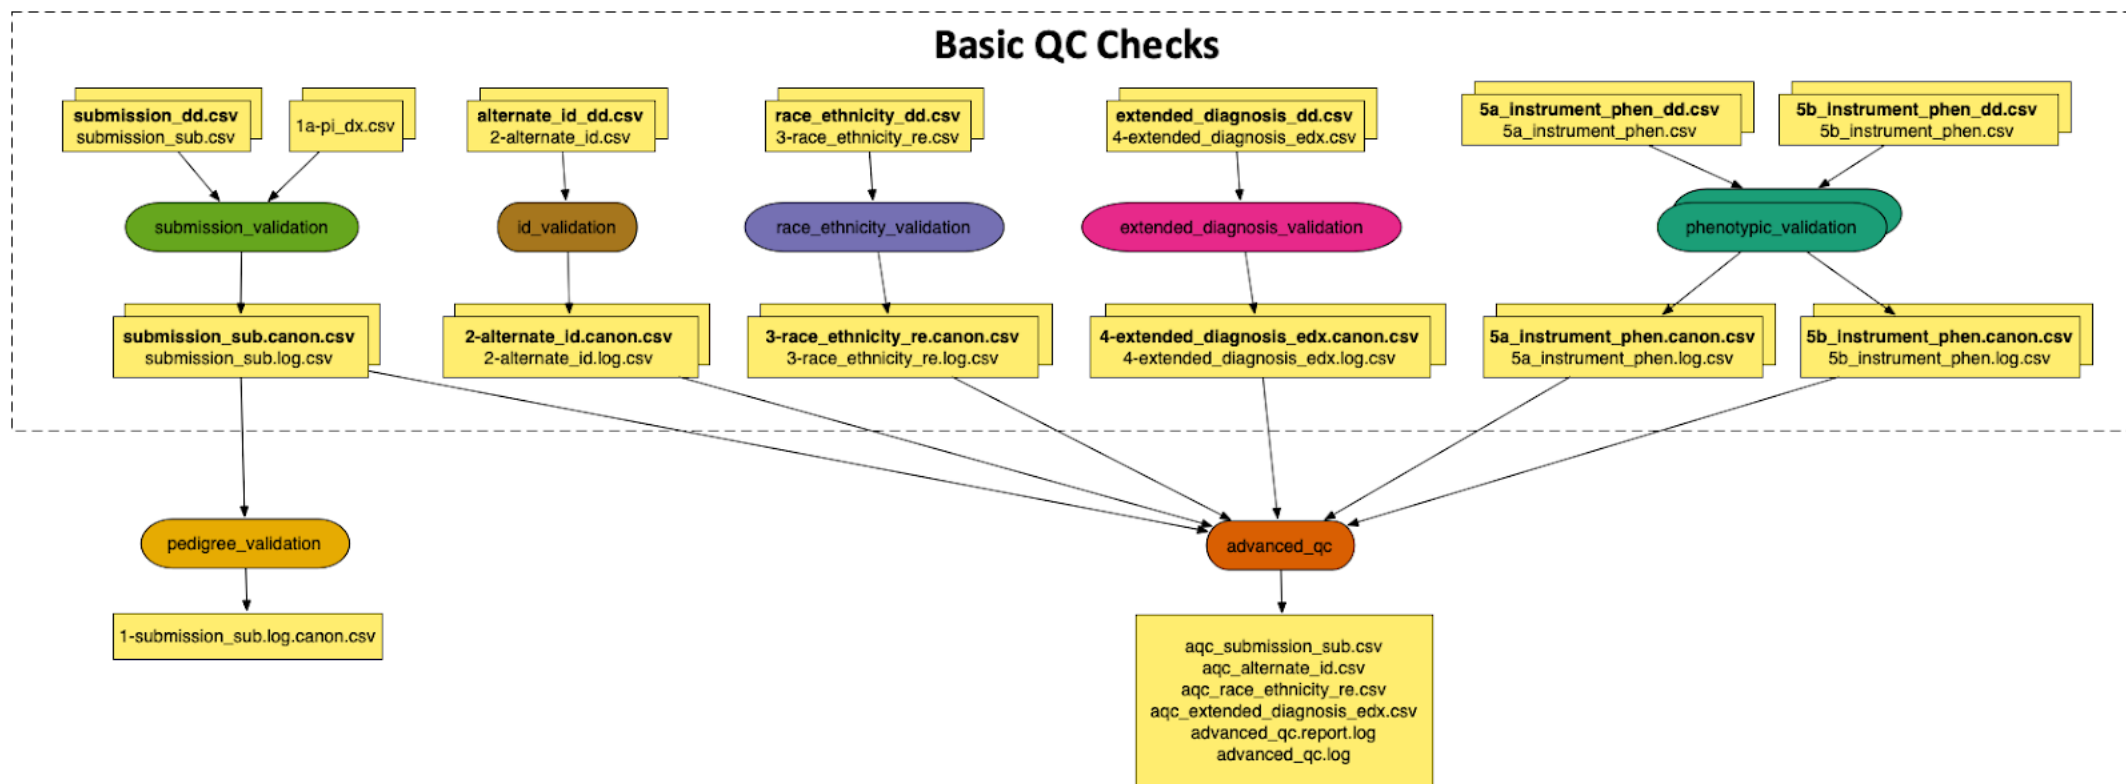 Basic QC Checks
submission_dd.csv
submission_sub.csv
1a-pi_dx.csv
alternate_id_dd.csv
2-alternate_id.csv
race_ethnicity_dd.csv
3-race_ethnicity_re.csv
extended_diagnosis_dd.csv
4-extended_diagnosis_edx.csv
5a_instrument_phen_dd.csv
5a_instrument_phen.csv
5b_instrument_phen_dd.csv
5b_instrument_phen.csv
submission_validation
id_validation
race_ethnicity_validation
extended_diagnosis_validation
phenotypic_validation
submission_sub.canon.csv
submission_sub.log.csv
2-alternate_id.canon.csv
2-alternate_id.log.csv
3-race_ethnicity_re.canon.csv
3-race_ethnicity_re.log.csv
4-extended_diagnosis_edx.canon.csv
4-extended_diagnosis_edx.log.csv
5a_instrument_phen.canon.csv
5a_instrument_phen.log.csv
5b_instrument_phen.canon.csv
5b_instrument_phen.log.csv
pedigree_validation
advanced_qc
1-submission_sub.log.canon.csv
aqc_submission_sub.csv
aqc_alternate_id.csv
aqc_race_ethnicity_re.csv
aqc_extended_diagnosis_edx.csv
advanced_qc.report.log
advanced_qc.log